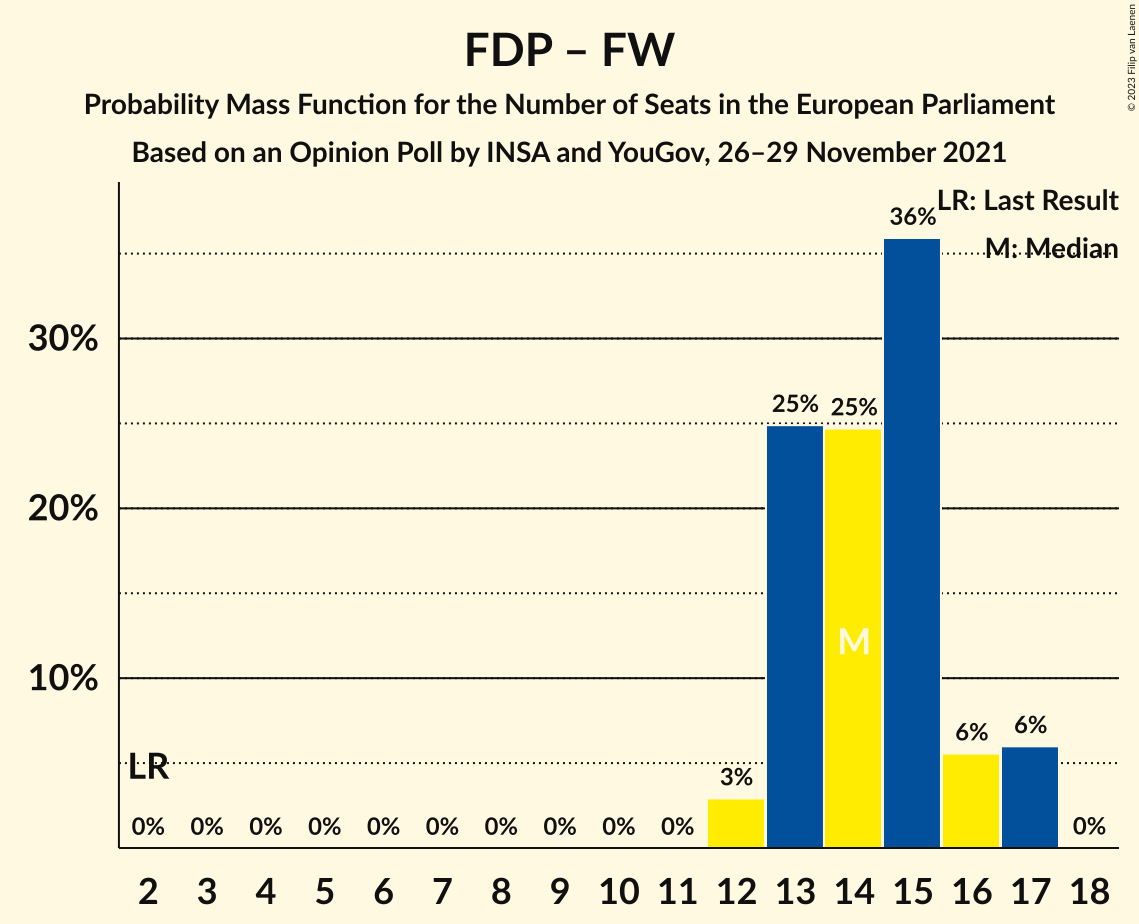 FDP – FW
Probability Mass Function for the Number of Seats in the European Parliament
Based on an Opinion Poll by INSA and YouGov, 26–29 November 2021
© 2023 Filip van Laenen
LR: Last Result
M: Median
36%
30%
25% 25%
20%
M
10%
6% 6%
LR
3%
0% 0% 0% 0% 0% 0% 0% 0% 0% 0% 0%
2 3 4 5 6 7 8 9 10 11 12 13 14 15 16 17 18